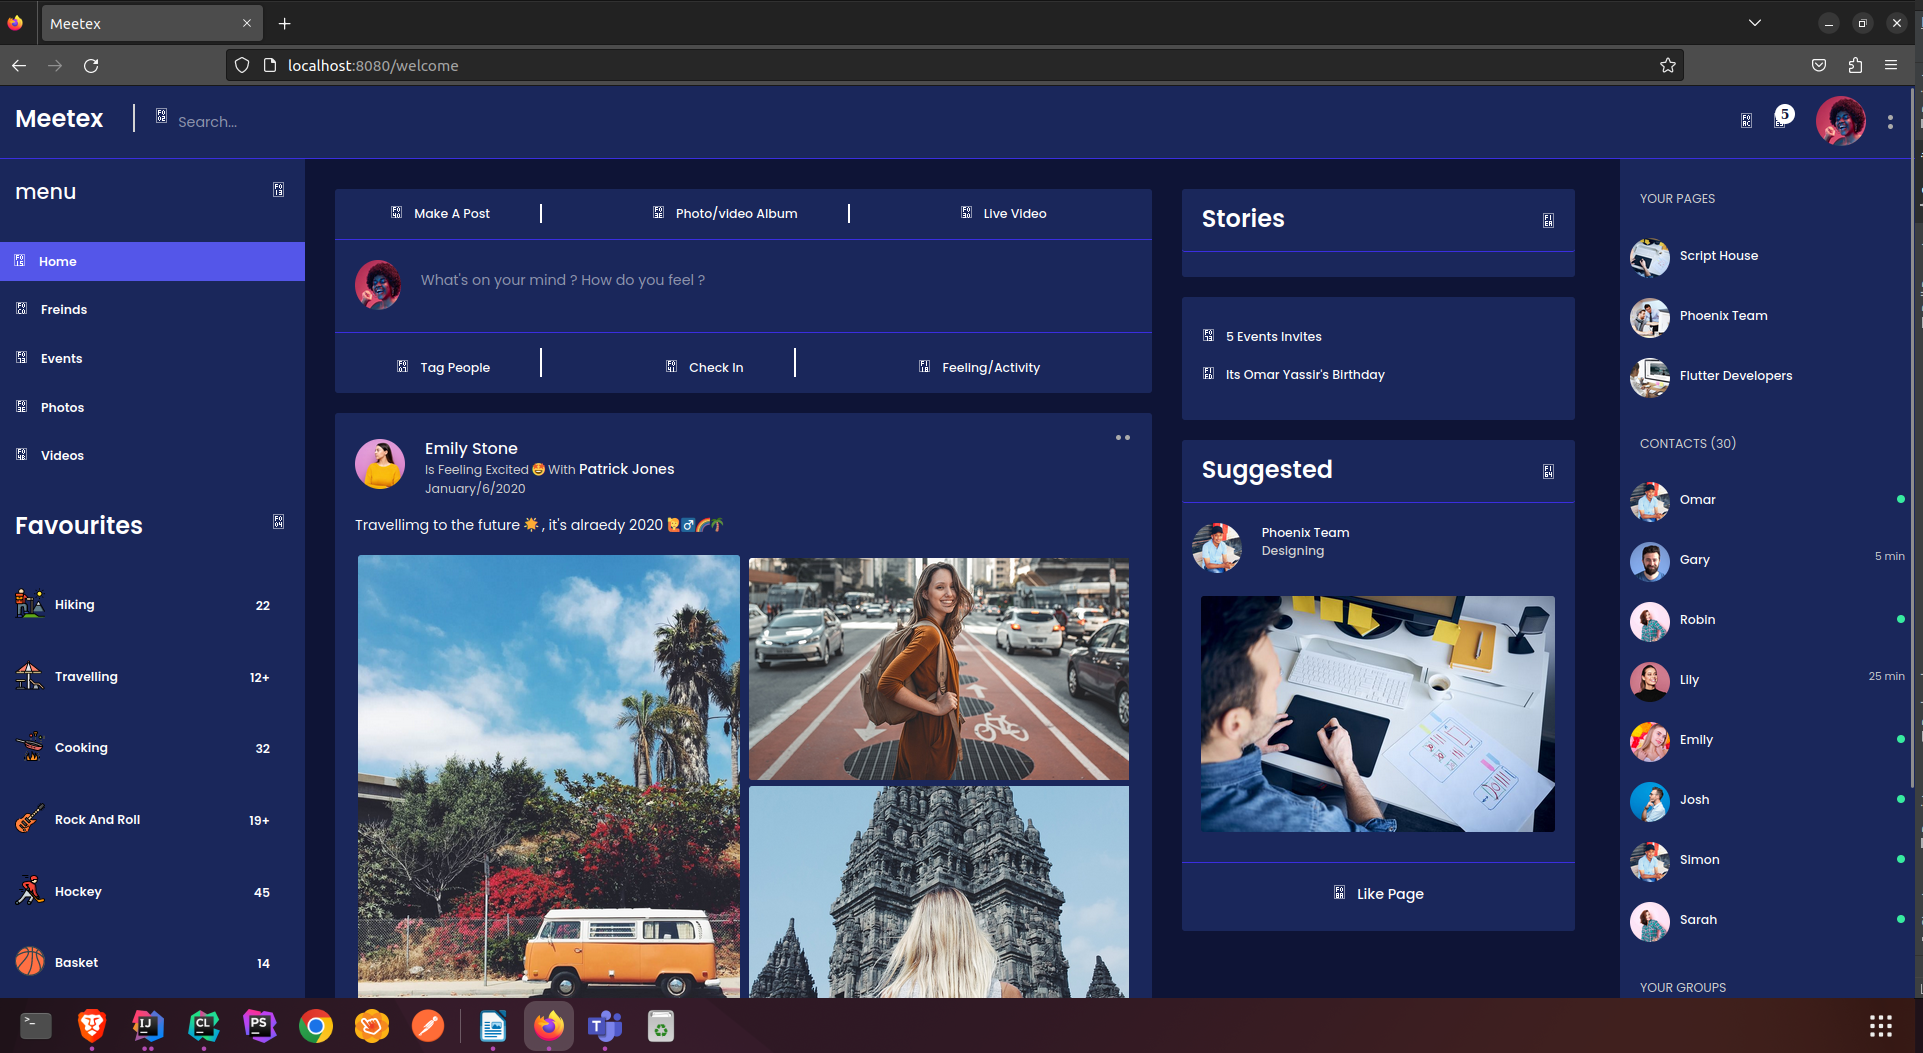 Meetex
localhost:8080/welcome
Meetex
Search...
5
menu
Home
Freinds
Events
Photos
Videos
Favourites
Hiking 22
Travelling 12+
Cooking 32
Rock And Roll 19+
Hockey 45
Basket 14
Make A Post Photo/video Album Live Video
What's on your mind ? How do you feel ?
Tag People Check In Feeling/Activity
Emily Stone
Is Feeling Excited 🤩 With Patrick Jones
January/6/2020
Travellimg to the future ☀️, it's alraedy 2020 🙋‍♂️🌈🌴
Stories
5 Events Invites
Its Omar Yassir's Birthday
Suggested
Phoenix Team
Designing
Like Page
YOUR PAGES
Script House
Phoenix Team
Flutter Developers
CONTACTS (30)
Omar
Gary 5 min
Robin
Lily 25 min
Emily
Josh
Simon
Sarah
YOUR GROUPS
>_
IJ
CL
PS
T